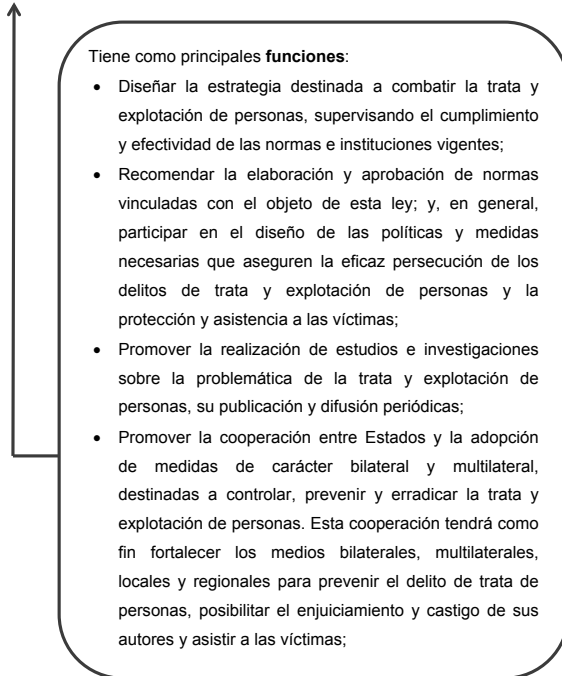 Tiene como principales funciones:
• Diseñar la estrategia destinada a combatir la trata y
explotación de personas, supervisando el cumplimiento
y efectividad de las normas e instituciones vigentes;
• Recomendar la elaboración y aprobación de normas
vinculadas con el objeto de esta ley; y, en general,
participar en el diseño de las políticas y medidas
necesarias que aseguren la eficaz persecución de los
delitos de trata y explotación de personas y la
protección y asistencia a las víctimas;
• Promover la realización de estudios e investigaciones
sobre la problemática de la trata y explotación de
personas, su publicación y difusión periódicas;
• Promover la cooperación entre Estados y la adopción
de medidas de carácter bilateral y multilateral,
destinadas a controlar, prevenir y erradicar la trata y
explotación de personas. Esta cooperación tendrá como
fin fortalecer los medios bilaterales, multilaterales,
locales y regionales para prevenir el delito de trata de
personas, posibilitar el enjuiciamiento y castigo de sus
autores y asistir a las víctimas;